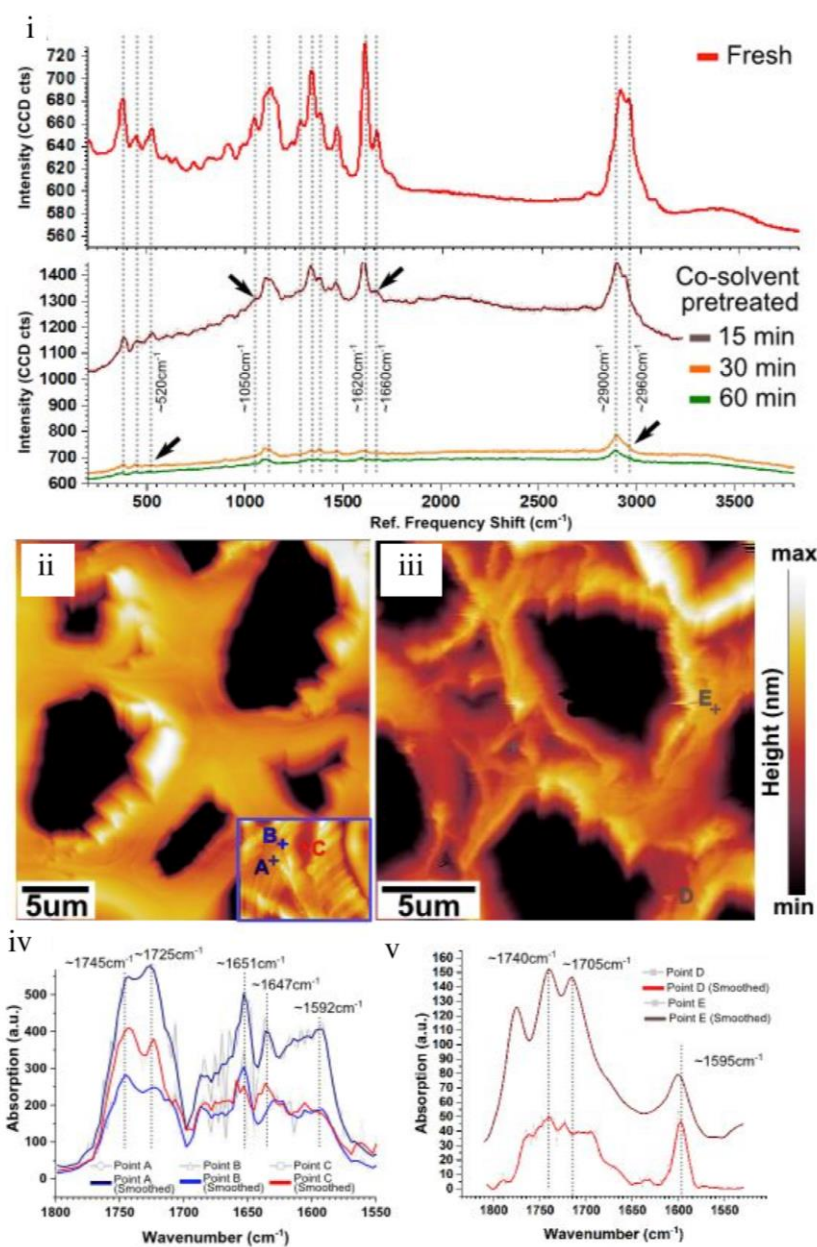 i
Intensity (CCD cts)
720
700
680
660
640
620
600
580
560
Fresh
Intensity (CCD cts)
1400
1300
1200
1100
1000
900
800
700
600
~520cm⁻¹
~1050cm⁻¹
~1620cm⁻¹
~1660cm⁻¹
~2900cm⁻¹
~2960cm⁻¹
Co-solvent
pretreated
15 min
30 min
60 min
500 1000 1500 2000 2500 3000 3500
Ref. Frequency Shift (cm⁻¹)
ii
B+
A+
+C
5um
iii
E+
D
5um
max
Height (nm)
min
iv
~1745cm⁻¹
~1725cm⁻¹
~1651cm⁻¹
~1647cm⁻¹
~1592cm⁻¹
Absorption (a.u.)
500
400
300
200
100
0
Point A Point B Point C
Point A Point B Point C
(Smoothed) (Smoothed) (Smoothed)
1800 1750 1700 1650 1600 1550
Wavenumber (cm⁻¹)
v
~1740cm⁻¹
~1705cm⁻¹
~1595cm⁻¹
Point D
Point D (Smoothed)
Point E
Point E (Smoothed)
Absorption (a.u.)
160
150
140
130
120
110
100
90
80
70
60
50
40
30
20
10
0
1800 1750 1700 1650 1600 1550
Wavenumber (cm⁻¹)